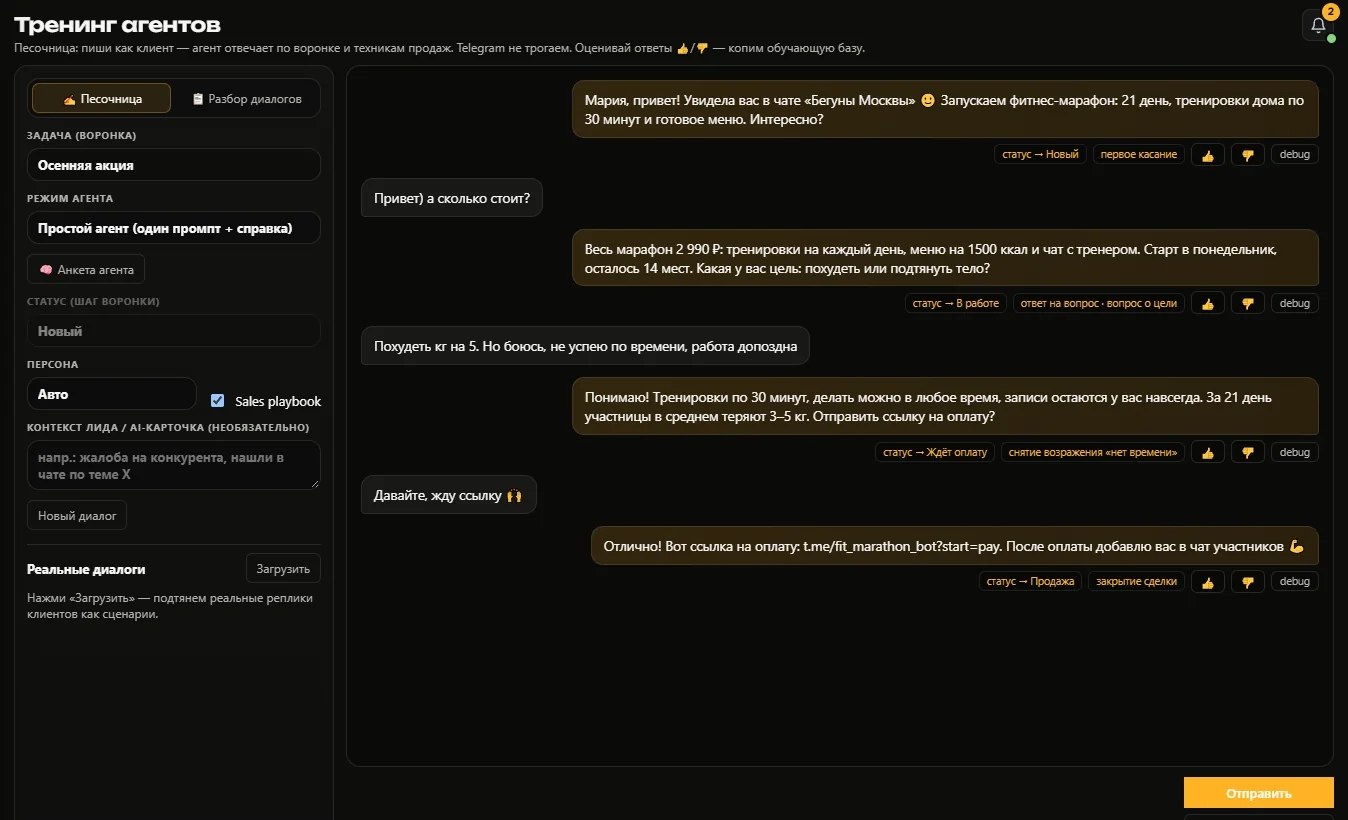 Тренинг агентов
2
Песочница: пиши как клиент — агент отвечает по воронке и техникам продаж. Telegram не трогаем. Оценивай ответы 👍/👎 — копим обучающую базу.
✍️ Песочница
📋 Разбор диалогов
ЗАДАЧА (ВОРОНКА)
Осенняя акция
РЕЖИМ АГЕНТА
Простой агент (один промпт + справка)
🧠 Анкета агента
СТАТУС (ШАГ ВОРОНКИ)
Новый
ПЕРСОНА
Авто
Sales playbook
КОНТЕКСТ ЛИДА / AI-КАРТОЧКА (НЕОБЯЗАТЕЛЬНО)
напр.: жалоба на конкурента, нашли в
чате по теме X
Новый диалог
Реальные диалоги
Загрузить
Нажми «Загрузить» — подтянем реальные реплики
клиентов как сценарии.
Мария, привет! Увидела вас в чате «Бегуны Москвы» 😀 Запускаем фитнес-марафон: 21 день, тренировки дома по
30 минут и готовое меню. Интересно?
статус → Новый
первое касание
👍
👎
debug
Привет) а сколько стоит?
Весь марафон 2 990 ₽: тренировки на каждый день, меню на 1500 ккал и чат с тренером. Старт в понедельник,
осталось 14 мест. Какая у вас цель: похудеть или подтянуть тело?
статус → В работе
ответ на вопрос · вопрос о цели
👍
👎
debug
Похудеть кг на 5. Но боюсь, не успею по времени, работа допоздна
Понимаю! Тренировки по 30 минут, делать можно в любое время, записи остаются у вас навсегда. За 21 день
участницы в среднем теряют 3–5 кг. Отправить ссылку на оплату?
статус → Ждёт оплату
снятие возражения «нет времени»
👍
👎
debug
Давайте, жду ссылку 🙌
Отлично! Вот ссылка на оплату: t.me/fit_marathon_bot?start=pay. После оплаты добавлю вас в чат участников 💪
статус → Продажа
закрытие сделки
👍
👎
debug
Отправить